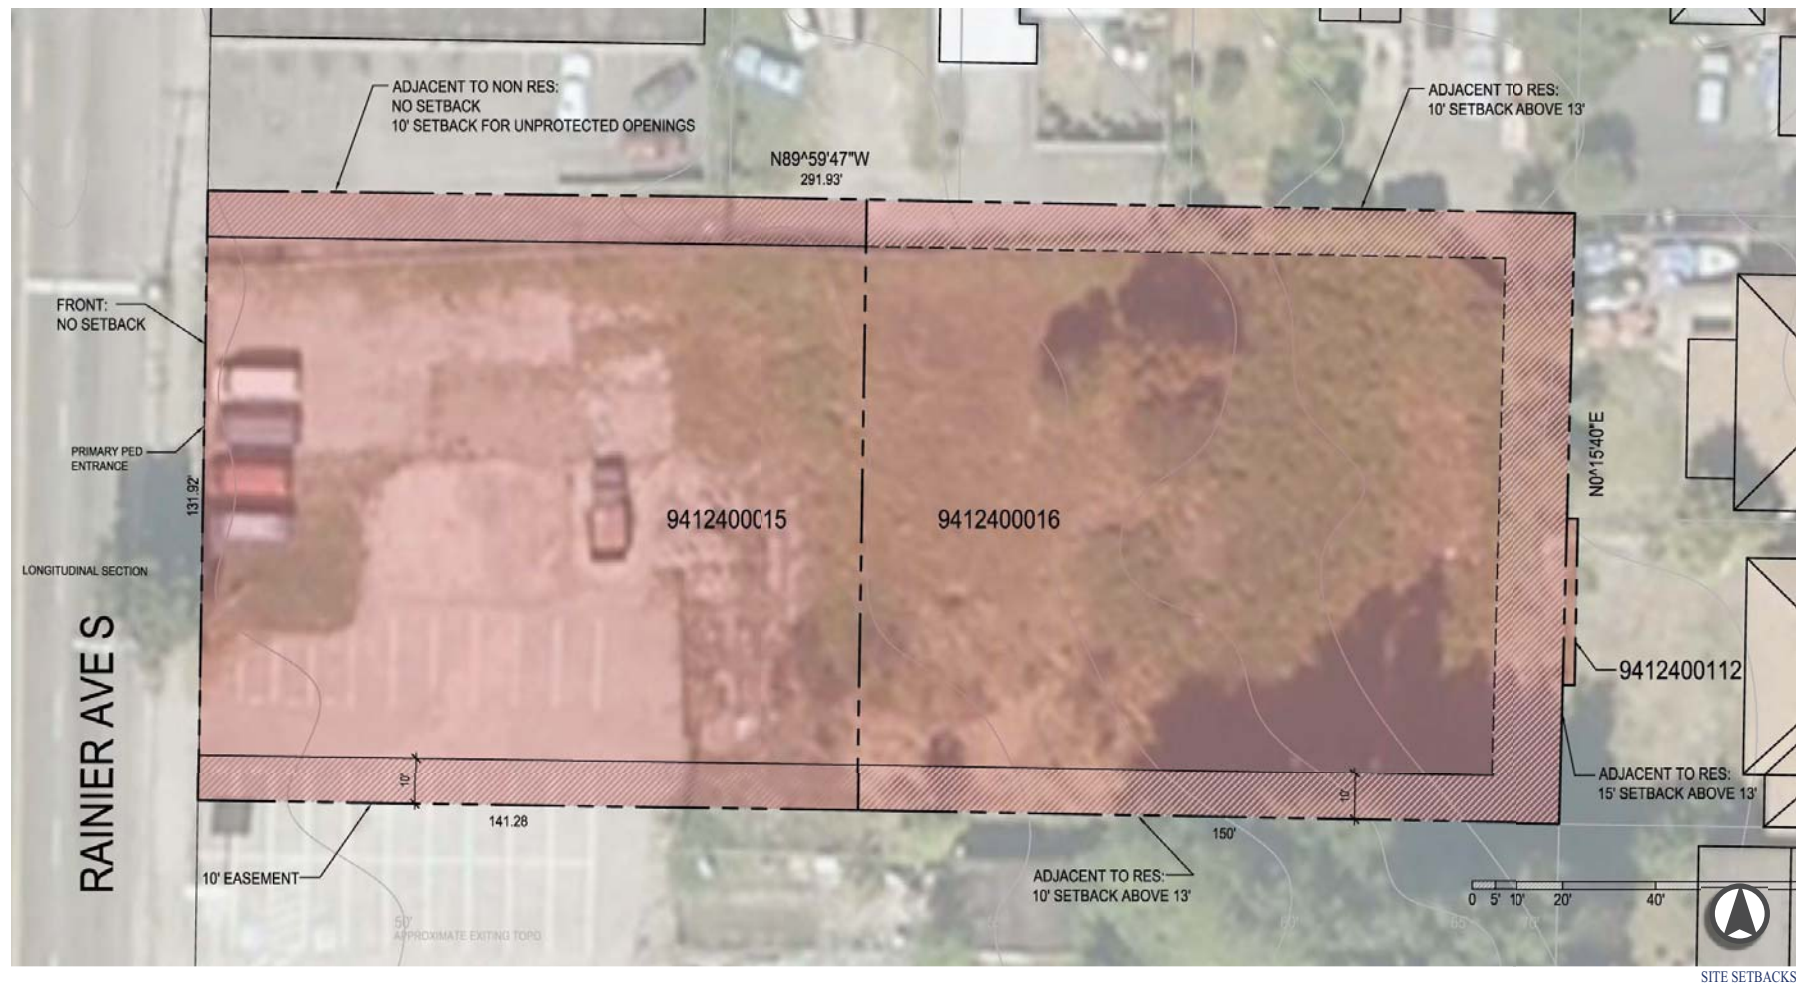 ADJACENT TO NON RES:
NO SETBACK
10' SETBACK FOR UNPROTECTED OPENINGS
ADJACENT TO RES:
10' SETBACK ABOVE 13'
N89^59'47"W
291.93'
FRONT:
NO SETBACK
PRIMARY PED
ENTRANCE
131.92'
N0^15'40"E
9412400015
9412400016
LONGITUDINAL SECTION
RAINIER AVE S
9412400112
10'
10'
ADJACENT TO RES:
15' SETBACK ABOVE 13'
141.28
150'
10' EASEMENT
ADJACENT TO RES:
10' SETBACK ABOVE 13'
0 5' 10' 20' 40'
50'
APPROXIMATE EXITING TOPO
65'
SITE SETBACKS